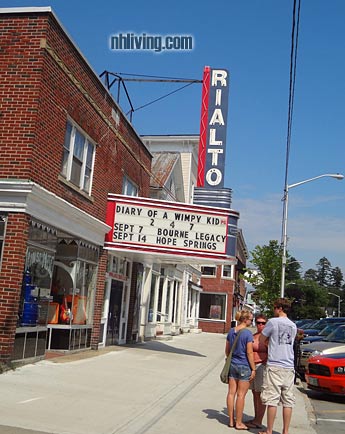 nhliving.com
RIALTO
DIARY OF A WIMPY KID
2 4 7
SEPT 7 BOURNE LEGACY
SEPT 14 HOPE SPRINGS